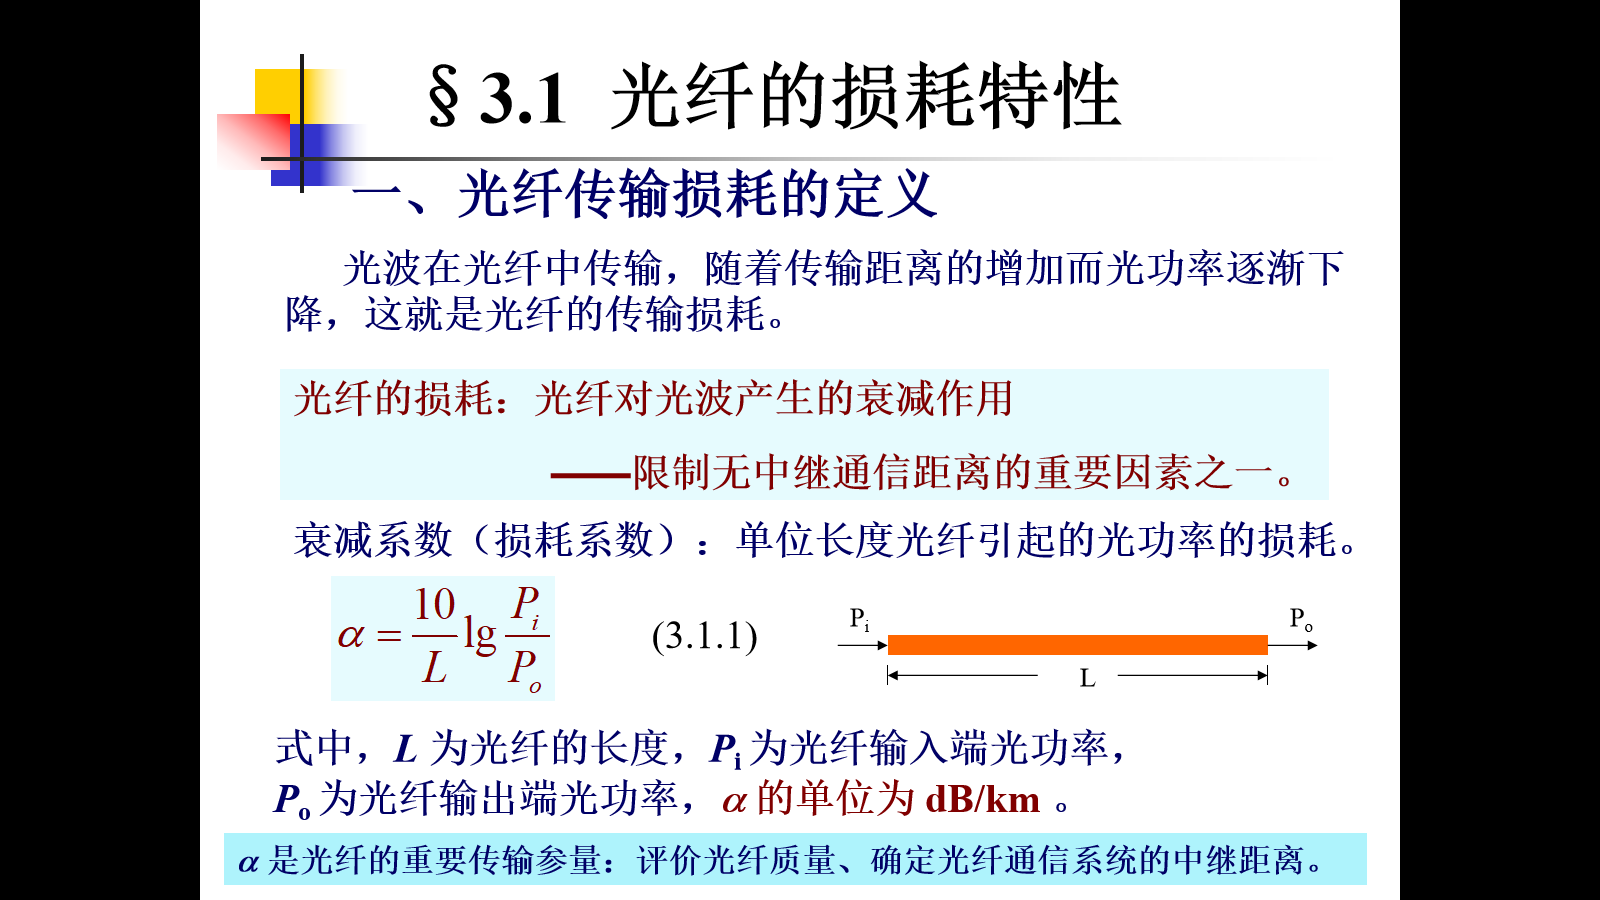 §3.1 光纤的损耗特性
一、光纤传输损耗的定义
光波在光纤中传输，随着传输距离的增加而光功率逐渐下
降，这就是光纤的传输损耗。
光纤的损耗：光纤对光波产生的衰减作用
——限制无中继通信距离的重要因素之一。
衰减系数（损耗系数）：单位长度光纤引起的光功率的损耗。
α = 10/L lg Pi/Po (3.1.1)
Pi Po
L
式中，L 为光纤的长度，Pi 为光纤输入端光功率，
Po 为光纤输出端光功率，α 的单位为 dB/km 。
α 是光纤的重要传输参量：评价光纤质量、确定光纤通信系统的中继距离。